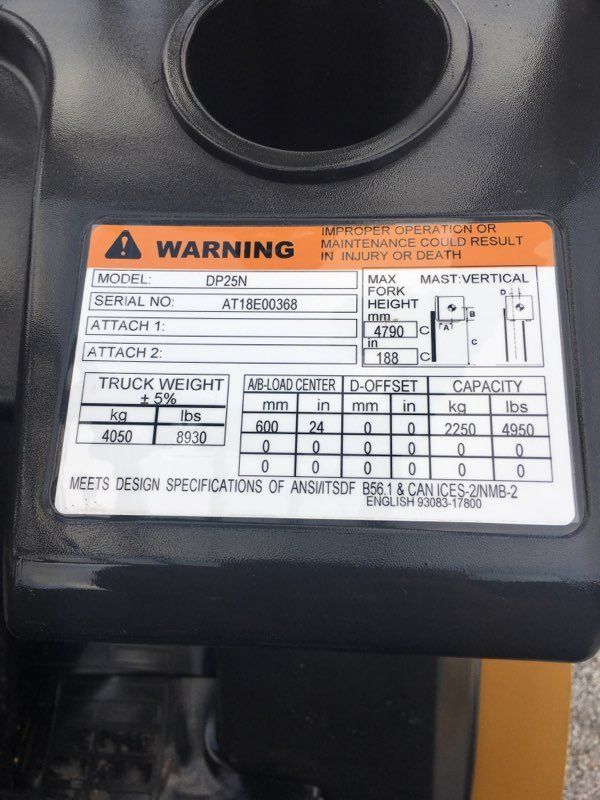 WARNING
IMPROPER OPERATION OR
MAINTENANCE COULD RESULT
IN INJURY OR DEATH
MODEL: DP25N
SERIAL NO: AT18E00368
ATTACH 1:
ATTACH 2:
MAX FORK HEIGHT
MAST:VERTICAL
mm
4790 C
in
188 C
D
B
A
C
TRUCK WEIGHT
± 5%
kg lbs
4050 8930
A/B-LOAD CENTER D-OFFSET CAPACITY
mm in mm in kg lbs
600 24 0 0 2250 4950
0 0 0 0 0 0
0 0 0 0 0 0
MEETS DESIGN SPECIFICATIONS OF ANSI/ITSDF B56.1 & CAN ICES-2/NMB-2
ENGLISH 93083-17800